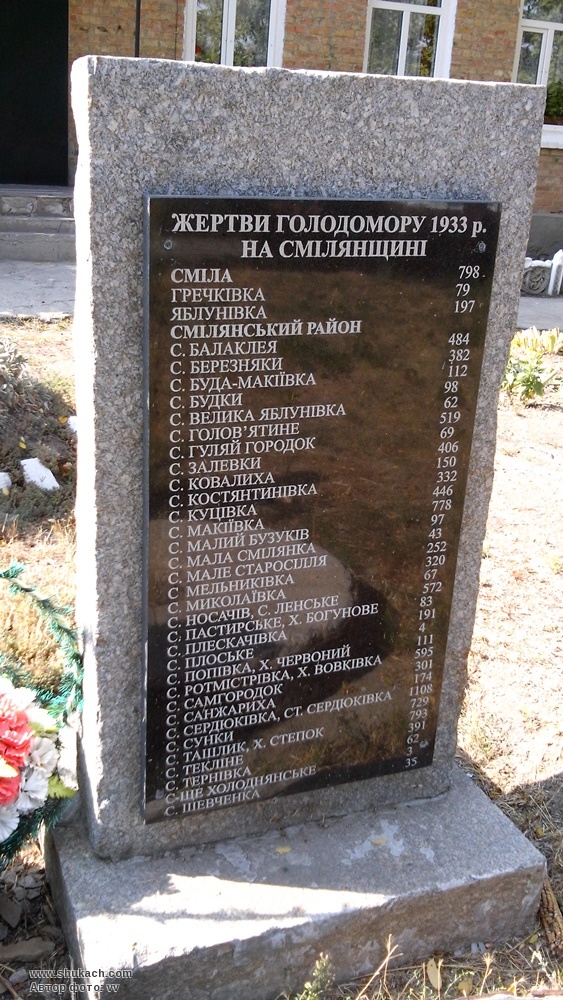 ЖЕРТВИ ГОЛОДОМОРУ 1933 р.
НА СМІЛЯНЩИНІ
СМІЛА 798
ГРЕЧКІВКА 79
ЯБЛУНІВКА 197
СМІЛЯНСЬКИЙ РАЙОН
С. БАЛАКЛЕЯ 484
С. БЕРЕЗНЯКИ 382
С. БУДА-МАКІЇВКА 112
С. БУДКИ 98
С. ВЕЛИКА ЯБЛУНІВКА 62
С. ГОЛОВ’ЯТИНЕ 519
С. ГУЛЯЙ ГОРОДОК 69
С. ЗАЛЕВКИ 406
С. КОВАЛИХА 150
С. КОСТЯНТИНІВКА 332
С. КУЦІВКА 446
С. МАКІЇВКА 778
С. МАЛИЙ БУЗУКІВ 97
С. МАЛА СМІЛЯНКА 43
С. МАЛЕ СТАРОСІЛЛЯ 252
С. МЕЛЬНИКІВКА 320
С. МИКОЛАЇВКА 67
С. НОСАЧІВ, С. ЛЕНСЬКЕ 572
С. ПАСТИРСЬКЕ, Х. БОГУНОВЕ 83
С. ПЛЕСКАЧІВКА 191
С. ПЛОСЬКЕ 4
С. ПОПІВКА, Х. ЧЕРВОНИЙ 111
С. РОТМІСТРІВКА, Х. ВОВКІВКА 595
С. САМГОРОДОК 301
С. САНЖАРИХА 174
С. СЕРДЮКІВКА, СТ. СЕРДЮКІВКА 1108
С. СУНКИ 729
С. ТАШЛИК, Х. СТЕПОК 793
С. ТЕКЛІНЕ 391
С. ТЕРНІВКА 62
С-ЩЕ ХОЛОДНЯНСЬКЕ 3
С. ШЕВЧЕНКА 35
www.shukach.com
Автор фото: vv